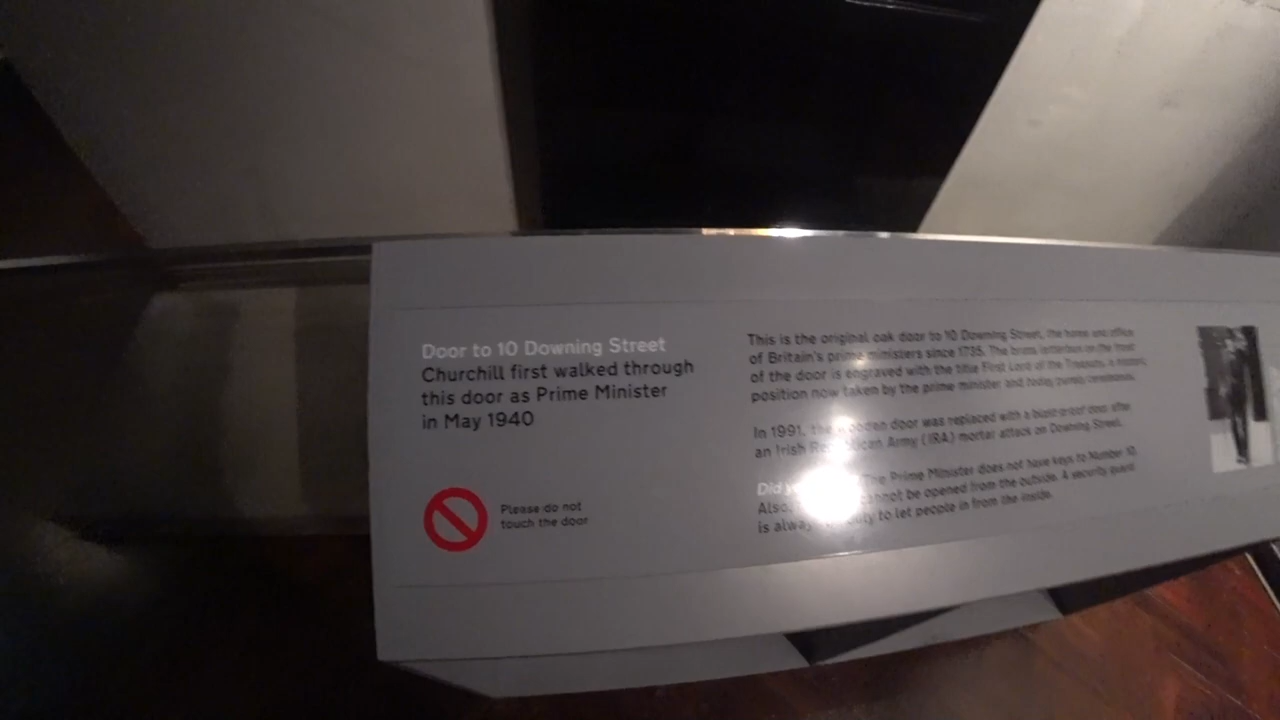 Door to 10 Downing Street
Churchill first walked through
this door as Prime Minister
in May 1940
Please do not
touch the door
This is the original oak door to 10 Downing Street, the home and office
of Britain's prime ministers since 1735. The brass letterbox on the front
of the door is engraved with the title First Lord of the Treasury, a historic
position now taken by the prime minister and today purely ceremonial.
In 1991, the wooden door was replaced with a blast-proof door after
an Irish Republican Army (IRA) mortar attack on Downing Street.
Did The Prime Minister does not have keys to Number 10.
Also, cannot be opened from the outside. A security guard
is always duty to let people in from the inside.